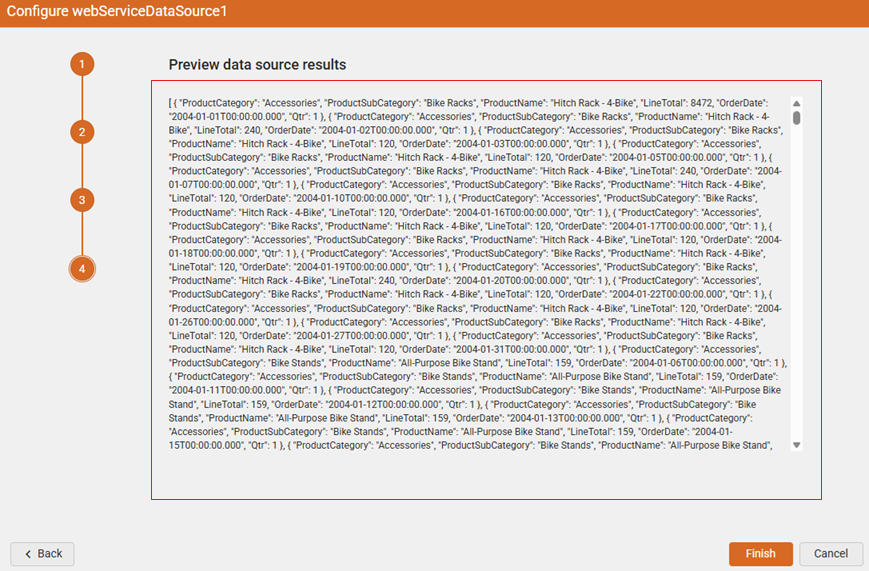 Configure webServiceDataSource1
1
Preview data source results
[ { "ProductCategory": "Accessories", "ProductSubCategory": "Bike Racks", "ProductName": "Hitch Rack - 4-Bike", "LineTotal": 8472, "OrderDate":
"2004-01-01T00:00:00.000", "Qtr": 1 }, { "ProductCategory": "Accessories", "ProductSubCategory": "Bike Racks", "ProductName": "Hitch Rack - 4-
Bike", "LineTotal": 240, "OrderDate": "2004-01-02T00:00:00.000", "Qtr": 1 }, { "ProductCategory": "Accessories", "ProductSubCategory": "Bike Racks",
2
"ProductName": "Hitch Rack - 4-Bike", "LineTotal": 120, "OrderDate": "2004-01-03T00:00:00.000", "Qtr": 1 }, { "ProductCategory": "Accessories",
"ProductSubCategory": "Bike Racks", "ProductName": "Hitch Rack - 4-Bike", "LineTotal": 120, "OrderDate": "2004-01-05T00:00:00.000", "Qtr": 1 }, {
"ProductCategory": "Accessories", "ProductSubCategory": "Bike Racks", "ProductName": "Hitch Rack - 4-Bike", "LineTotal": 240, "OrderDate": "2004-
01-07T00:00:00.000", "Qtr": 1 }, { "ProductCategory": "Accessories", "ProductSubCategory": "Bike Racks", "ProductName": "Hitch Rack - 4-Bike",
"LineTotal": 120, "OrderDate": "2004-01-10T00:00:00.000", "Qtr": 1 }, { "ProductCategory": "Accessories", "ProductSubCategory": "Bike Racks",
3
"ProductName": "Hitch Rack - 4-Bike", "LineTotal": 120, "OrderDate": "2004-01-16T00:00:00.000", "Qtr": 1 }, { "ProductCategory": "Accessories",
"ProductSubCategory": "Bike Racks", "ProductName": "Hitch Rack - 4-Bike", "LineTotal": 120, "OrderDate": "2004-01-17T00:00:00.000", "Qtr": 1 }, {
"ProductCategory": "Accessories", "ProductSubCategory": "Bike Racks", "ProductName": "Hitch Rack - 4-Bike", "LineTotal": 120, "OrderDate": "2004-
01-18T00:00:00.000", "Qtr": 1 }, { "ProductCategory": "Accessories", "ProductSubCategory": "Bike Racks", "ProductName": "Hitch Rack - 4-Bike",
"LineTotal": 120, "OrderDate": "2004-01-19T00:00:00.000", "Qtr": 1 }, { "ProductCategory": "Accessories", "ProductSubCategory": "Bike Racks",
4
"ProductName": "Hitch Rack - 4-Bike", "LineTotal": 240, "OrderDate": "2004-01-20T00:00:00.000", "Qtr": 1 }, { "ProductCategory": "Accessories",
"ProductSubCategory": "Bike Racks", "ProductName": "Hitch Rack - 4-Bike", "LineTotal": 120, "OrderDate": "2004-01-22T00:00:00.000", "Qtr": 1 }, {
"ProductCategory": "Accessories", "ProductSubCategory": "Bike Racks", "ProductName": "Hitch Rack - 4-Bike", "LineTotal": 120, "OrderDate": "2004-
01-26T00:00:00.000", "Qtr": 1 }, { "ProductCategory": "Accessories", "ProductSubCategory": "Bike Racks", "ProductName": "Hitch Rack - 4-Bike",
"LineTotal": 120, "OrderDate": "2004-01-27T00:00:00.000", "Qtr": 1 }, { "ProductCategory": "Accessories", "ProductSubCategory": "Bike Racks",
"ProductName": "Hitch Rack - 4-Bike", "LineTotal": 120, "OrderDate": "2004-01-31T00:00:00.000", "Qtr": 1 }, { "ProductCategory": "Accessories",
"ProductSubCategory": "Bike Stands", "ProductName": "All-Purpose Bike Stand", "LineTotal": 159, "OrderDate": "2004-01-06T00:00:00.000", "Qtr": 1 },
{ "ProductCategory": "Accessories", "ProductSubCategory": "Bike Stands", "ProductName": "All-Purpose Bike Stand", "LineTotal": 159, "OrderDate":
"2004-01-11T00:00:00.000", "Qtr": 1 }, { "ProductCategory": "Accessories", "ProductSubCategory": "Bike Stands", "ProductName": "All-Purpose Bike
Stand", "LineTotal": 159, "OrderDate": "2004-01-12T00:00:00.000", "Qtr": 1 }, { "ProductCategory": "Accessories", "ProductSubCategory": "Bike
Stands", "ProductName": "All-Purpose Bike Stand", "LineTotal": 159, "OrderDate": "2004-01-13T00:00:00.000", "Qtr": 1 }, { "ProductCategory":
"Accessories", "ProductSubCategory": "Bike Stands", "ProductName": "All-Purpose Bike Stand", "LineTotal": 159, "OrderDate": "2004-01-
15T00:00:00.000", "Qtr": 1 }, { "ProductCategory": "Accessories", "ProductSubCategory": "Bike Stands", "ProductName": "All-Purpose Bike Stand",
Back
Finish
Cancel